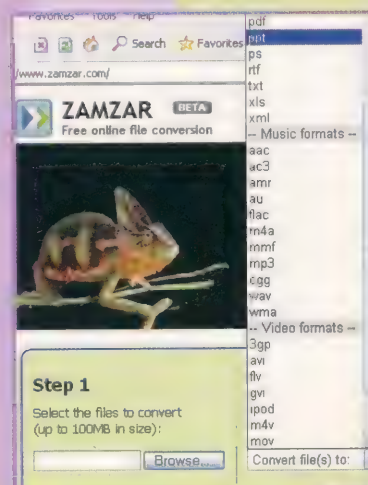 Favorites Tools Help
Search Favorites
/www.zamzar.com/
ZAMZAR BETA
Free online file conversion
Step 1
Select the files to convert
(up to 100MB in size):
Browse...
pdf
ppt
ps
rtf
txt
xls
xml
-- Music formats --
aac
ac3
amr
au
flac
m4a
mmf
mp3
ogg
wav
wma
-- Video formats --
3gp
avi
flv
gvi
ipod
m4v
mov
Convert file(s) to: